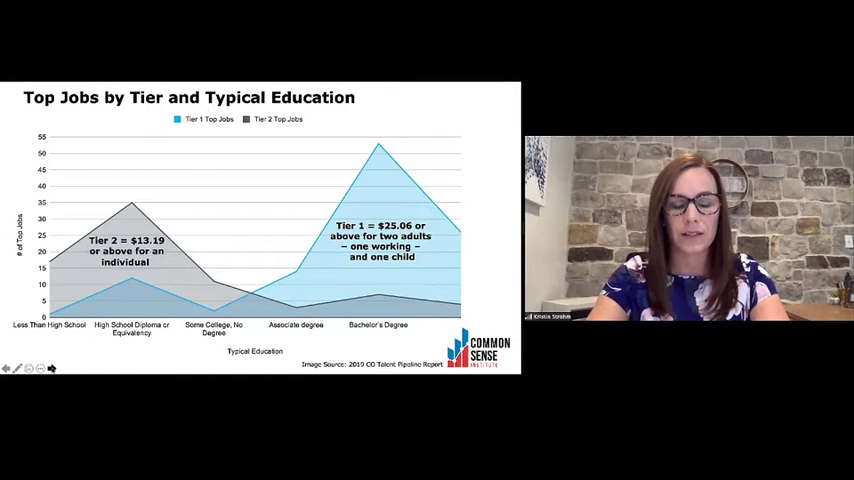 Top Jobs by Tier and Typical Education
Tier 1 Top Jobs
Tier 2 Top Jobs
# of Top Jobs
55
50
45
40
35
30
25
20
15
10
5
0
Tier 2 = $13.19
or above for an
individual
Tier 1 = $25.06 or
above for two adults
– one working –
and one child
Less Than High School
High School Diploma or
Equivalency
Some College, No
Degree
Associate degree
Bachelor's Degree
Typical Education
Image Source: 2019 CO Talent Pipeline Report
COMMON
SENSE
INSTITUTE
Kristin Strohm